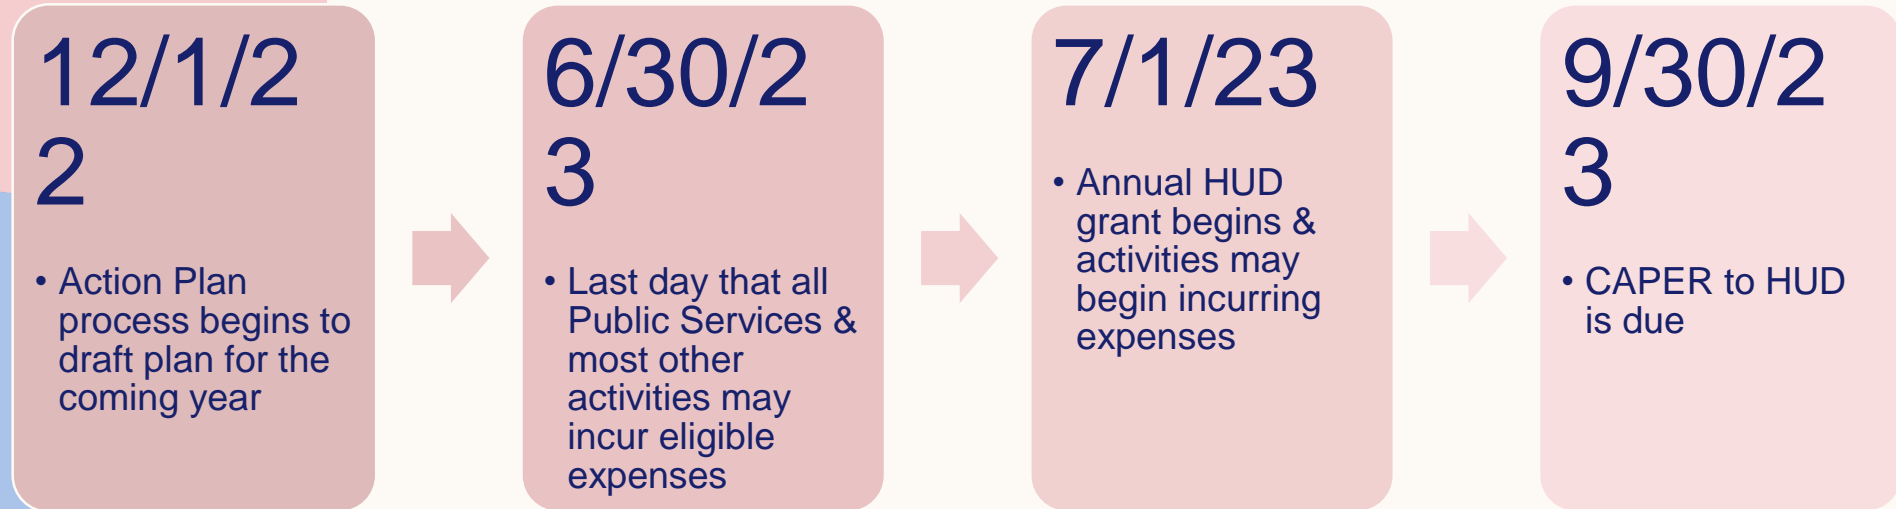 12/1/2
2
• Action Plan
process begins to
draft plan for the
coming year
6/30/2
3
• Last day that all
Public Services &
most other
activities may
incur eligible
expenses
7/1/23
• Annual HUD
grant begins &
activities may
begin incurring
expenses
9/30/2
3
• CAPER to HUD
is due